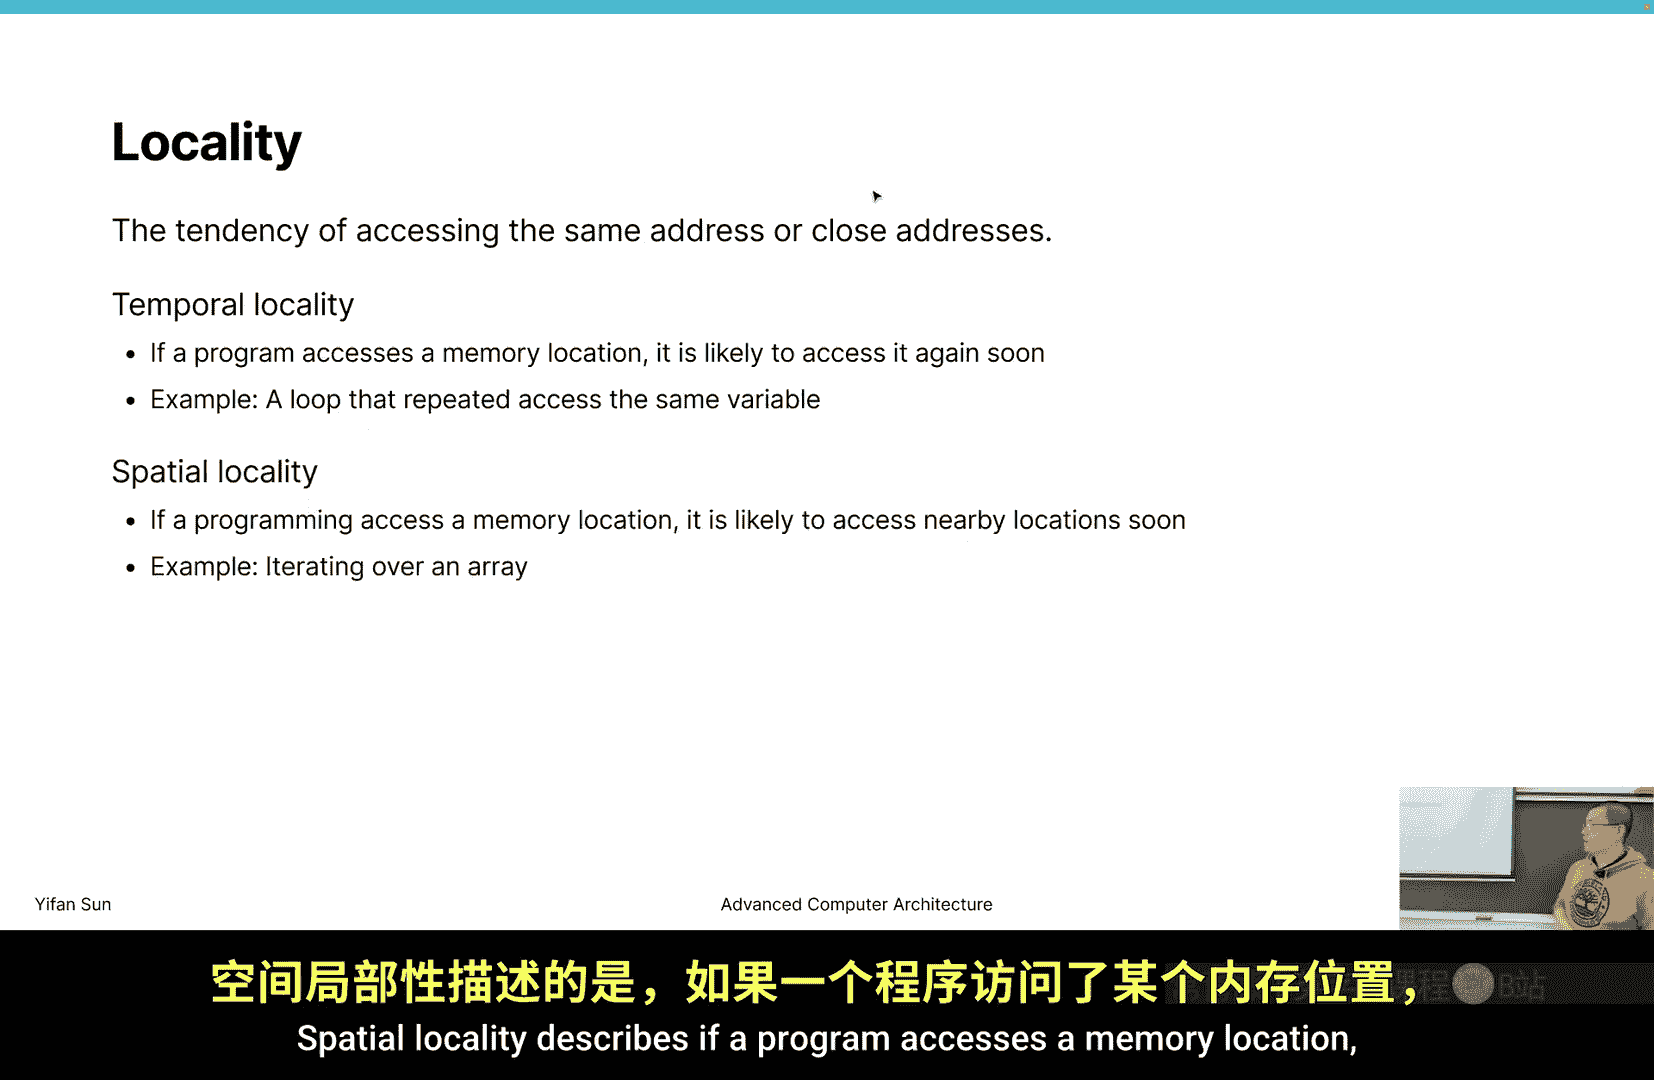 Locality
The tendency of accessing the same address or close addresses.
Temporal locality
• If a program accesses a memory location, it is likely to access it again soon
• Example: A loop that repeated access the same variable
Spatial locality
• If a programming access a memory location, it is likely to access nearby locations soon
• Example: Iterating over an array
Yifan Sun
Advanced Computer Architecture
空间局部性描述的是，如果一个程序访问了某个内存位置，
程 B站
Spatial locality describes if a program accesses a memory location,